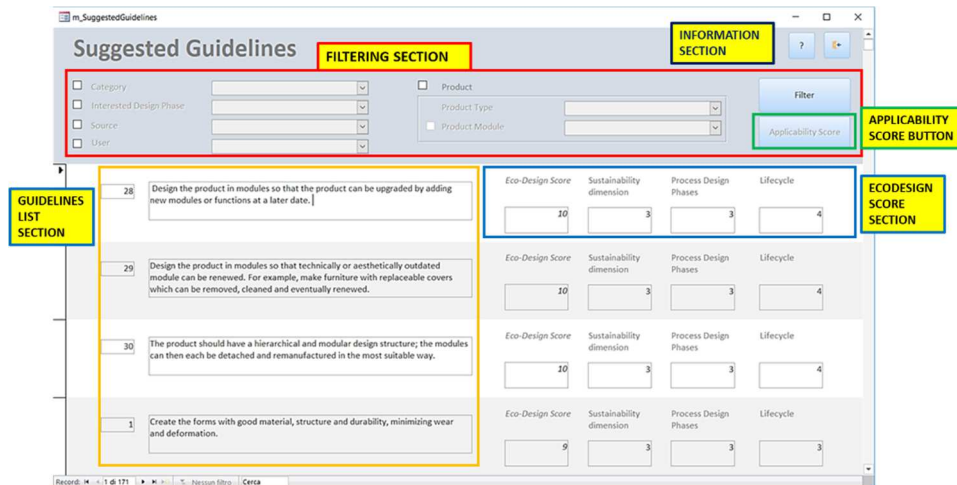 m_SuggestedGuidelines
Suggested Guidelines
FILTERING SECTION
INFORMATION
SECTION
?
Category
Interested Design Phase
Source
User
Product
Product Type
Product Module
Filter
Applicability Score
APPLICABILITY
SCORE BUTTON
GUIDELINES
LIST
SECTION
28
Design the product in modules so that the product can be upgraded by adding
new modules or functions at a later date.
Eco-Design Score
Sustainability
dimension
Process Design
Phases
Lifecycle
10
3
3
4
ECODESIGN
SCORE
SECTION
29
Design the product in modules so that technically or aesthetically outdated
module can be renewed. For example, make furniture with replaceable covers
which can be removed, cleaned and eventually renewed.
Eco-Design Score
Sustainability
dimension
Process Design
Phases
Lifecycle
10
3
3
4
30
The product should have a hierarchical and modular design structure; the modules
can then each be detached and remanufactured in the most suitable way.
Eco-Design Score
Sustainability
dimension
Process Design
Phases
Lifecycle
10
3
3
4
1
Create the forms with good material, structure and durability, minimizing wear
and deformation.
Eco-Design Score
Sustainability
dimension
Process Design
Phases
Lifecycle
9
3
3
3
Record: 1 di 171 Nessun filtro Cerca